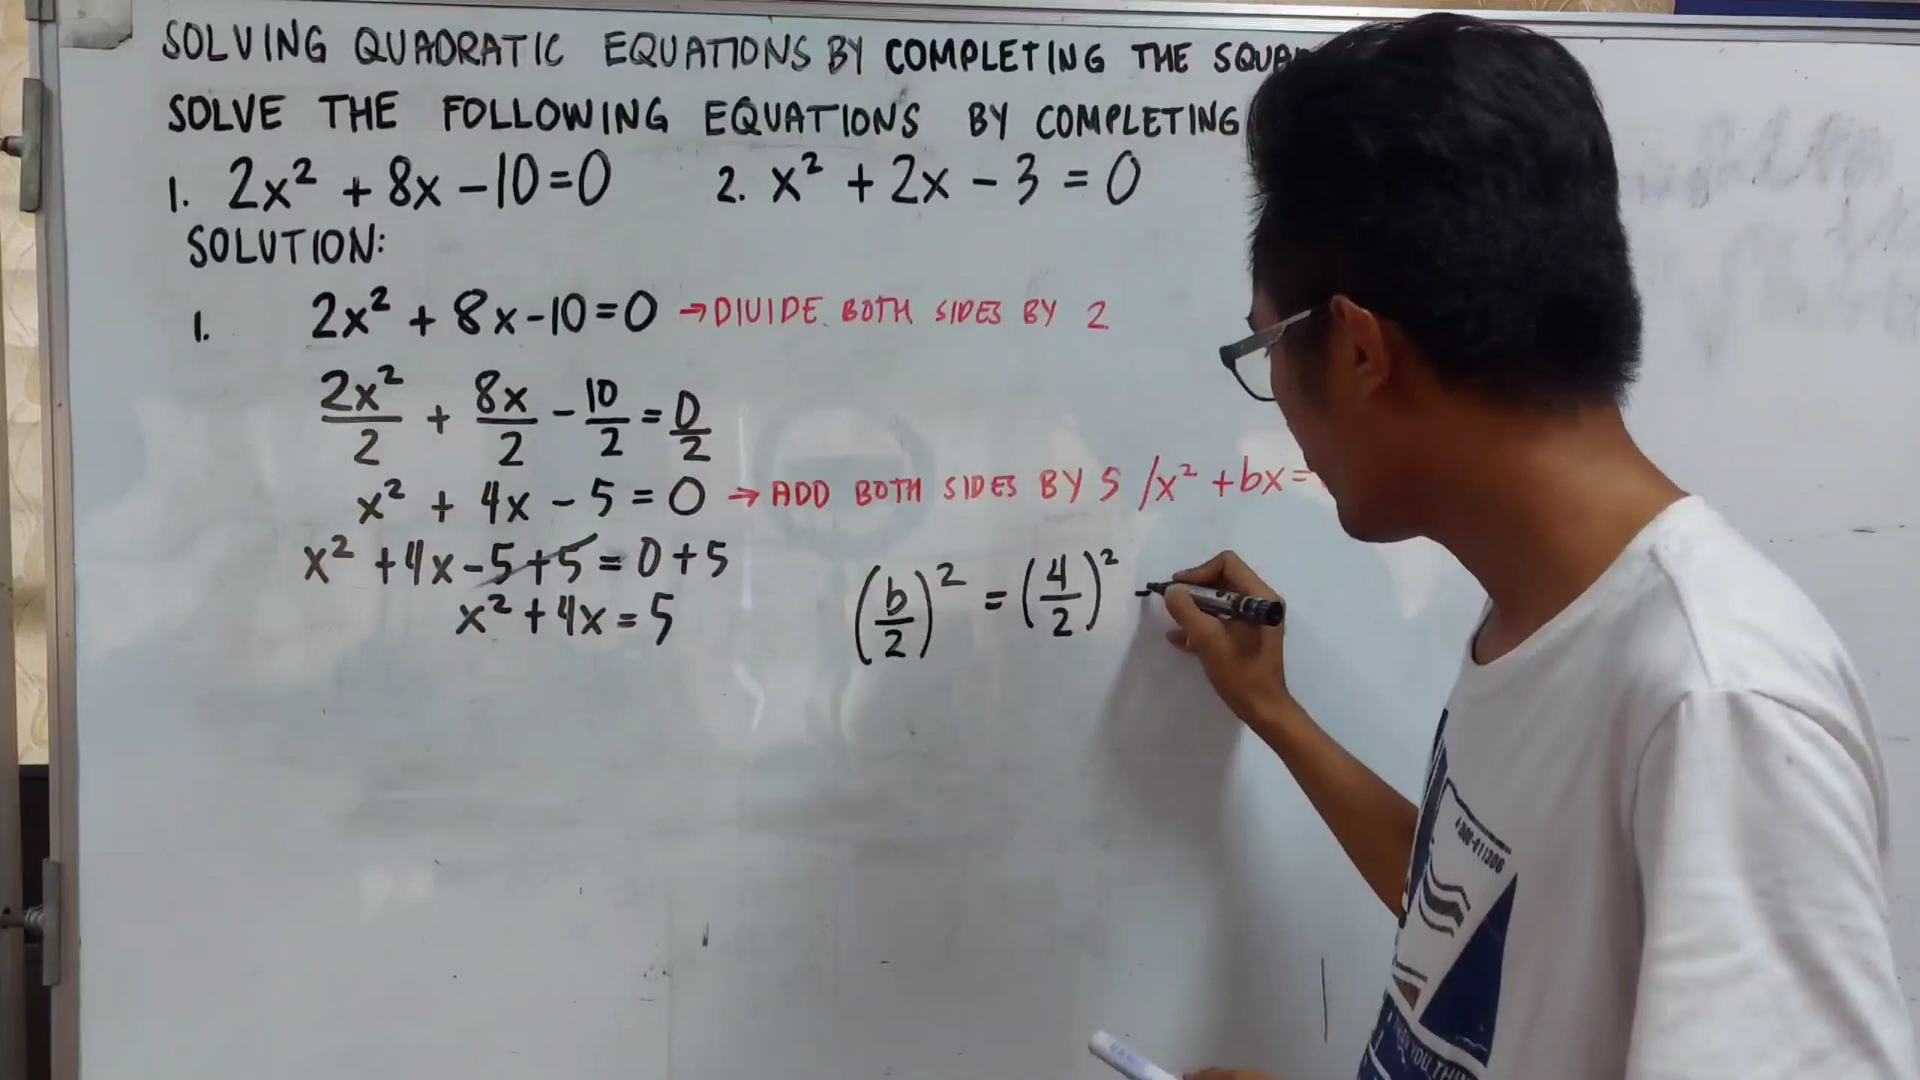 SOLVING QUADRATIC EQUATIONS BY COMPLETING THE
SOLVE THE FOLLOWING EQUATIONS BY COMPLETING
1. 2x² + 8x - 10 = 0 2. x² + 2x - 3 = 0
SOLUTION:
1. 2x² + 8x - 10 = 0 → DIVIDE BOTH SIDES BY 2
2x²/2 + 8x/2 - 10/2 = 0/2
x² + 4x - 5 = 0 → ADD BOTH SIDES BY 5 / x² + bx =
x² + 4x - 5 + 5 = 0 + 5
x² + 4x = 5
(b/2)² = (4/2)²